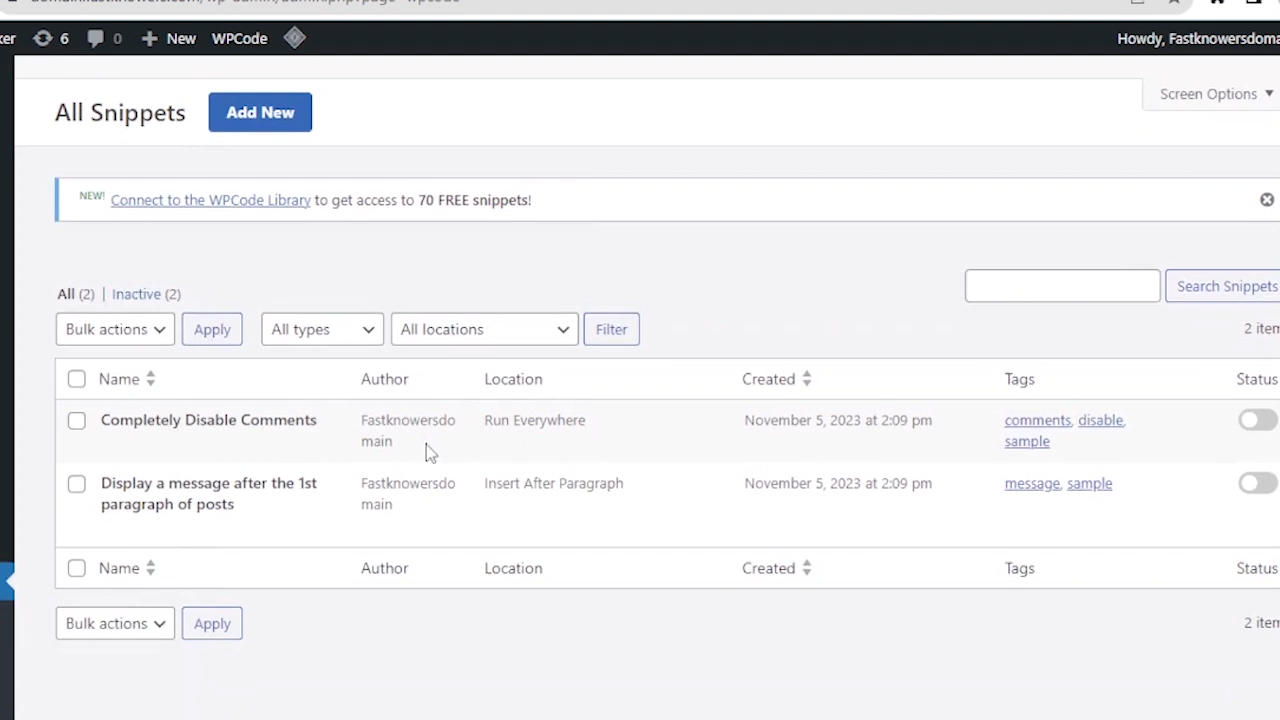 ker 6 0 New WPCode Howdy, Fastknowersdoma
All Snippets Add New Screen Options
NEW! Connect to the WPCode Library to get access to 70 FREE snippets!
All (2) | Inactive (2) Search Snippets
Bulk actions Apply All types All locations Filter 2 item
Name Author Location Created Tags Status
Completely Disable Comments Fastknowersdo Run Everywhere November 5, 2023 at 2:09 pm comments, disable,
main sample
Display a message after the 1st Fastknowersdo Insert After Paragraph November 5, 2023 at 2:09 pm message, sample
paragraph of posts main
Name Author Location Created Tags Status
Bulk actions Apply 2 item